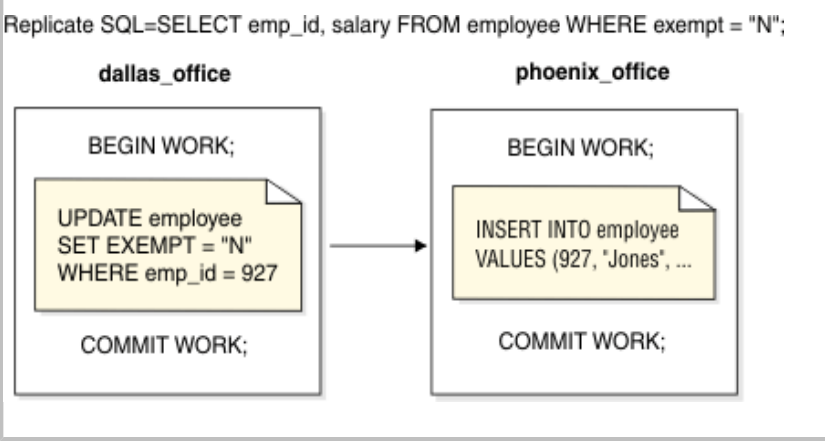 Replicate SQL=SELECT emp_id, salary FROM employee WHERE exempt = "N";
dallas_office
BEGIN WORK;
UPDATE employee
SET EXEMPT = "N"
WHERE emp_id = 927
COMMIT WORK;
phoenix_office
BEGIN WORK;
INSERT INTO employee
VALUES (927, "Jones", ...
COMMIT WORK;